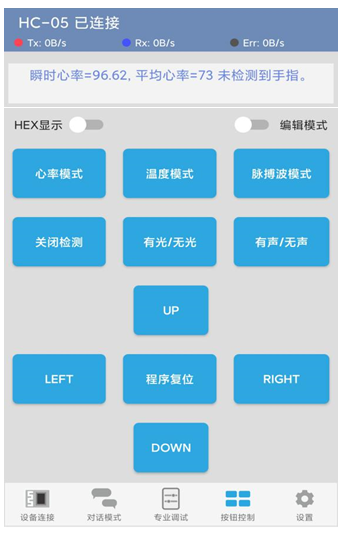 HC-05 已连接
Tx: 0B/s Rx: 0B/s Err: 0B/s
瞬时心率=96.62, 平均心率=73 未检测到手指。
HEX显示 编辑模式
心率模式 温度模式 脉搏波模式
关闭检测 有光/无光 有声/无声
UP
LEFT 程序复位 RIGHT
DOWN
设备连接 对话模式 专业调试 按钮控制 设置